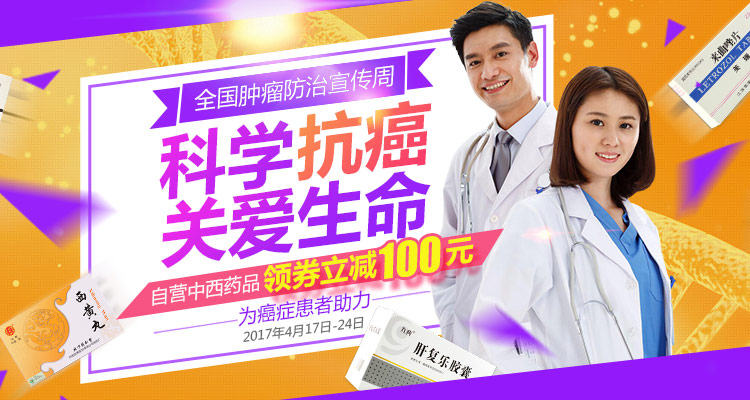 全国肿瘤防治宣传周
科学抗癌
关爱生命
自营中西药品 领券立减100元
为癌症患者助力
2017年4月17日-24日
来曲唑片
LETROZOL TAB
西黄丸
肝复乐胶囊